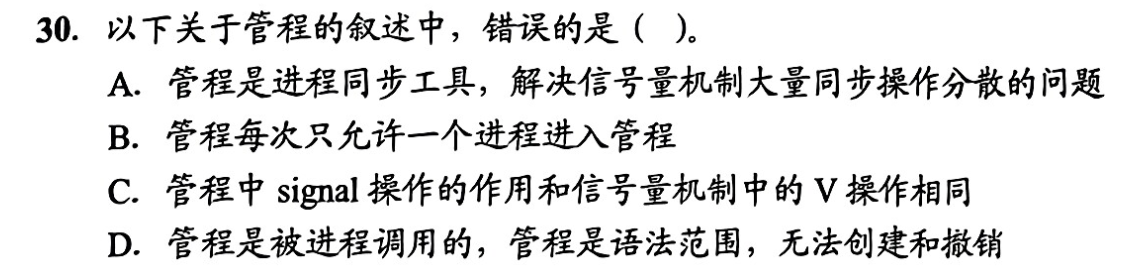 30. 以下关于管程的叙述中，错误的是（ ）。
A. 管程是进程同步工具，解决信号量机制大量同步操作分散的问题
B. 管程每次只允许一个进程进入管程
C. 管程中 signal 操作的作用和信号量机制中的 V 操作相同
D. 管程是被进程调用的，管程是语法范围，无法创建和撤销